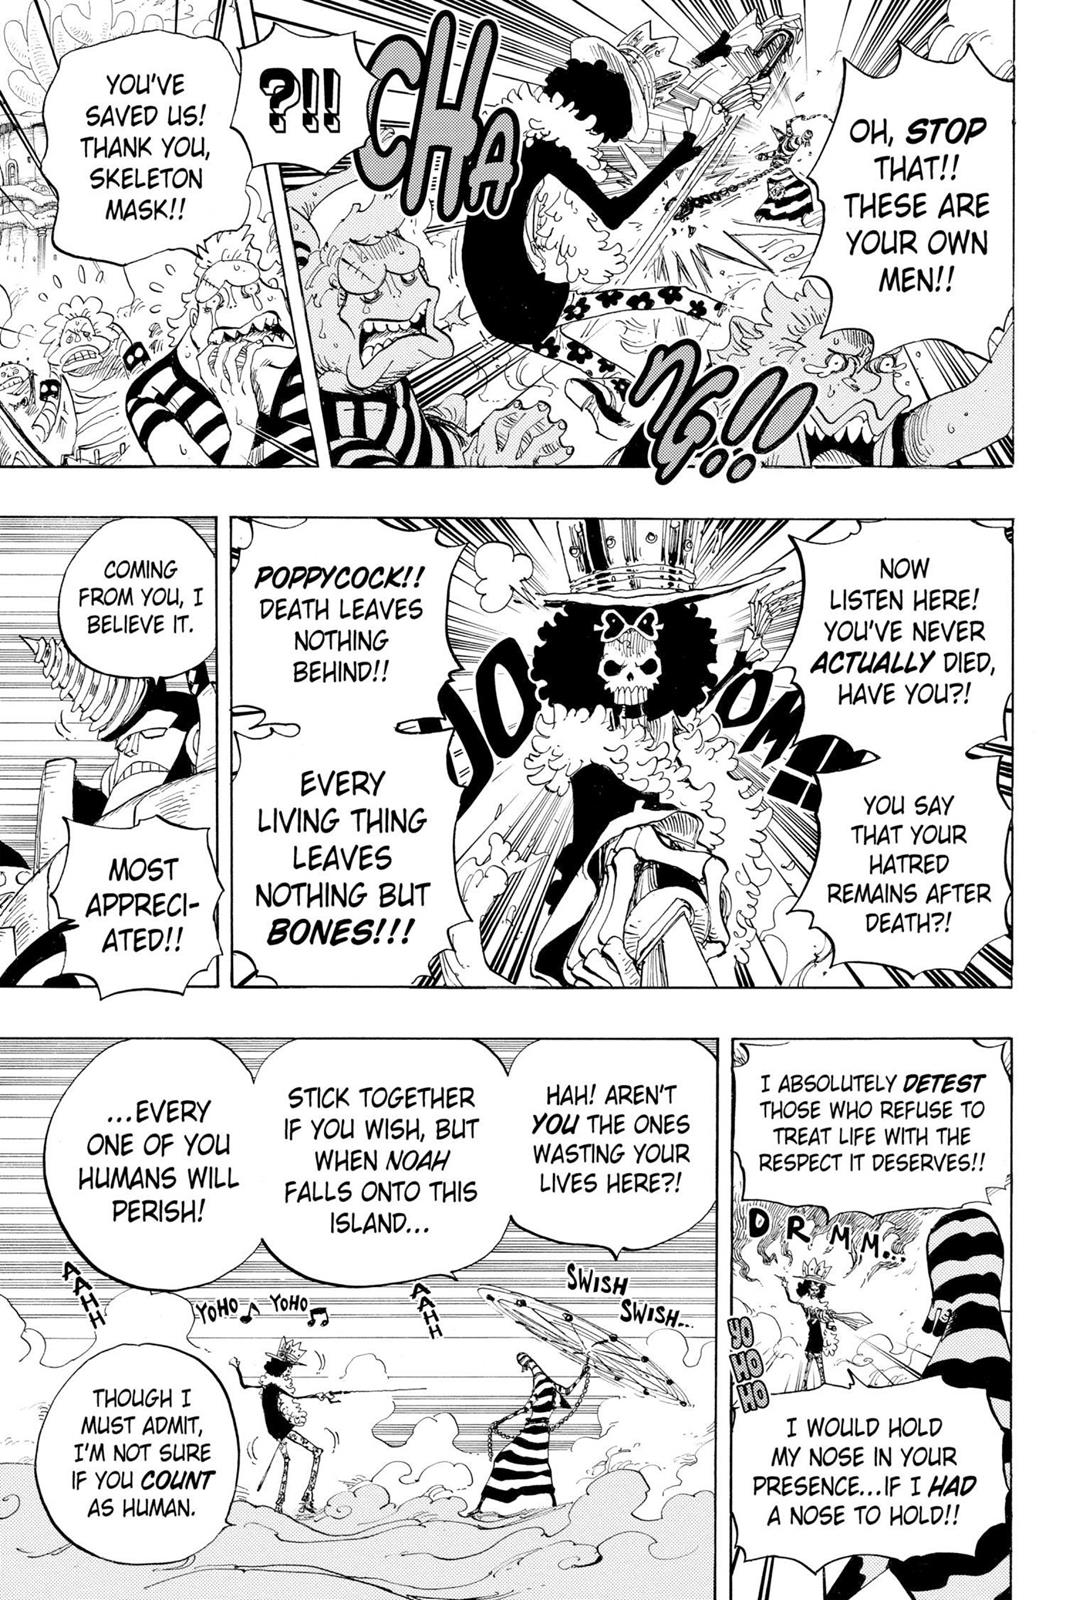 OH, STOP
THAT!!
THESE ARE
YOUR OWN
MEN!!
CHA
NG!!
?!!
YOU'VE
SAVED US!
THANK YOU,
SKELETON
MASK!!
NOW
LISTEN HERE!
YOU'VE NEVER
ACTUALLY DIED,
HAVE YOU?!
YOU SAY
THAT YOUR
HATRED
REMAINS AFTER
DEATH?!
JO
OM!!
POPPYCOCK!!
DEATH LEAVES
NOTHING
BEHIND!!
EVERY
LIVING THING
LEAVES
NOTHING BUT
BONES!!!
COMING
FROM YOU, I
BELIEVE IT.
MOST
APPRECI-
ATED!!
I ABSOLUTELY DETEST
THOSE WHO REFUSE TO
TREAT LIFE WITH THE
RESPECT IT DESERVES!!
DRMM...
YO
HO
HO
I WOULD HOLD
MY NOSE IN YOUR
PRESENCE...IF I HAD
A NOSE TO HOLD!!
HAH! AREN'T
YOU THE ONES
WASTING YOUR
LIVES HERE?!
STICK TOGETHER
IF YOU WISH, BUT
WHEN NOAH
FALLS ONTO THIS
ISLAND...
...EVERY
ONE OF YOU
HUMANS WILL
PERISH!
SWISH
SWISH...
AAHH
YOHO YOHO
AAHH
THOUGH I
MUST ADMIT,
I'M NOT SURE
IF YOU COUNT
AS HUMAN.